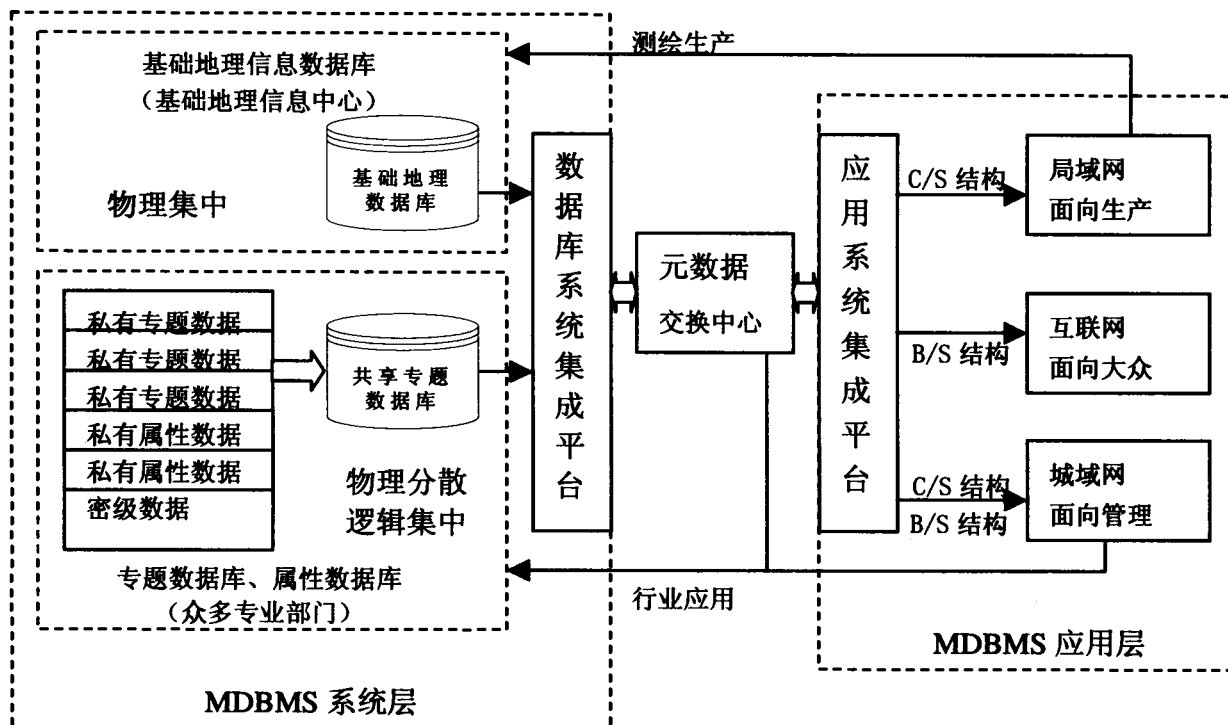 基础地理信息数据库
（基础地理信息中心）
基础地理
数据库
物理集中
私有专题数据
私有专题数据
私有专题数据
私有属性数据
私有属性数据
密级数据
共享专题
数据库
物理分散
逻辑集中
专题数据库、属性数据库
（众多专业部门）
MDBMS 系统层
数据库系统集成平台
元数据
交换中心
测绘生产
行业应用
应用系统集成平台
C/S 结构
局域网
面向生产
B/S 结构
互联网
面向大众
C/S 结构
B/S 结构
城域网
面向管理
MDBMS 应用层